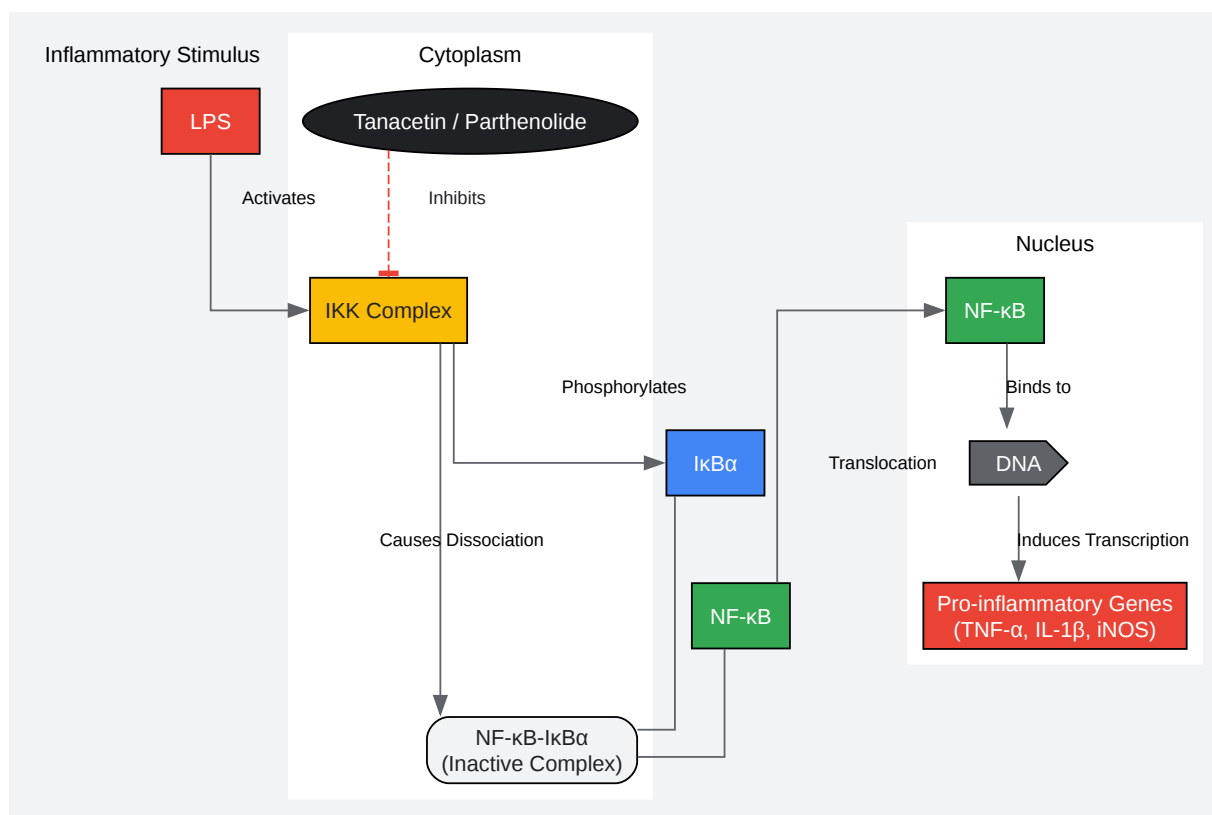 Inflammatory Stimulus
Cytoplasm
LPS
Tanacetin / Parthenolide
Activates
Inhibits
Nucleus
IKK Complex
NF-κB
Phosphorylates
Binds to
IκBα
Translocation
DNA
Causes Dissociation
Induces Transcription
NF-κB
Pro-inflammatory Genes
(TNF-α, IL-1β, iNOS)
NF-κB-IκBα
(Inactive Complex)